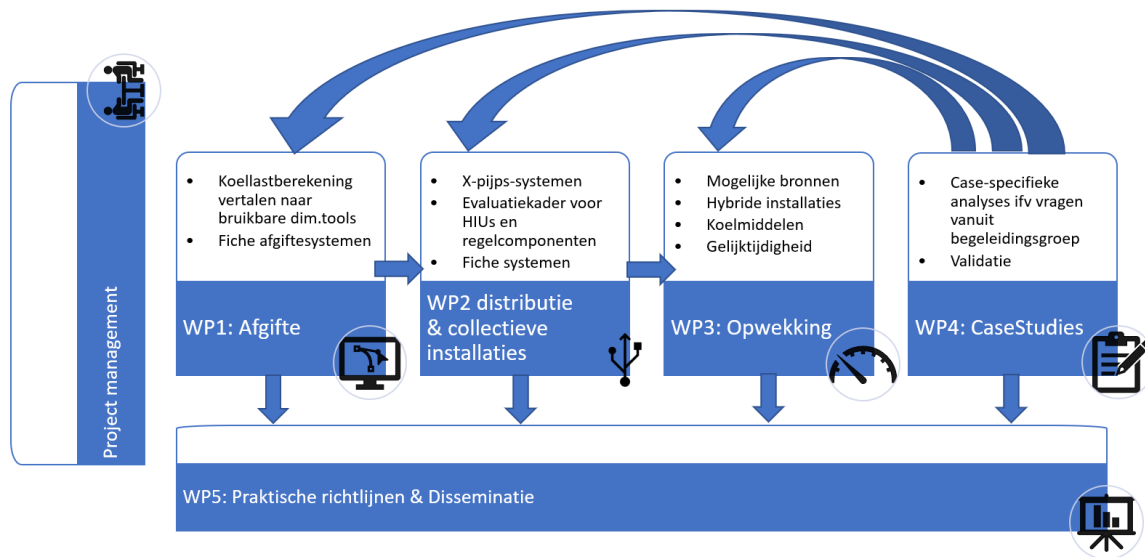 Project management
• Koellastberekening
vertalen naar
bruikbare dim.tools
• Fiche afgiftesystemen
WP1: Afgifte
• X-pijps-systemen
• Evaluatiekader voor
HIUs en
regelcomponenten
• Fiche systemen
WP2 distributie
& collectieve
installaties
• Mogelijke bronnen
• Hybride installaties
• Koelmiddelen
• Gelijktijdigheid
WP3: Opwekking
• Case-specifieke
analyses ifv vragen
vanuit
begeleidingsgroep
• Validatie
WP4: CaseStudies
WP5: Praktische richtlijnen & Disseminatie